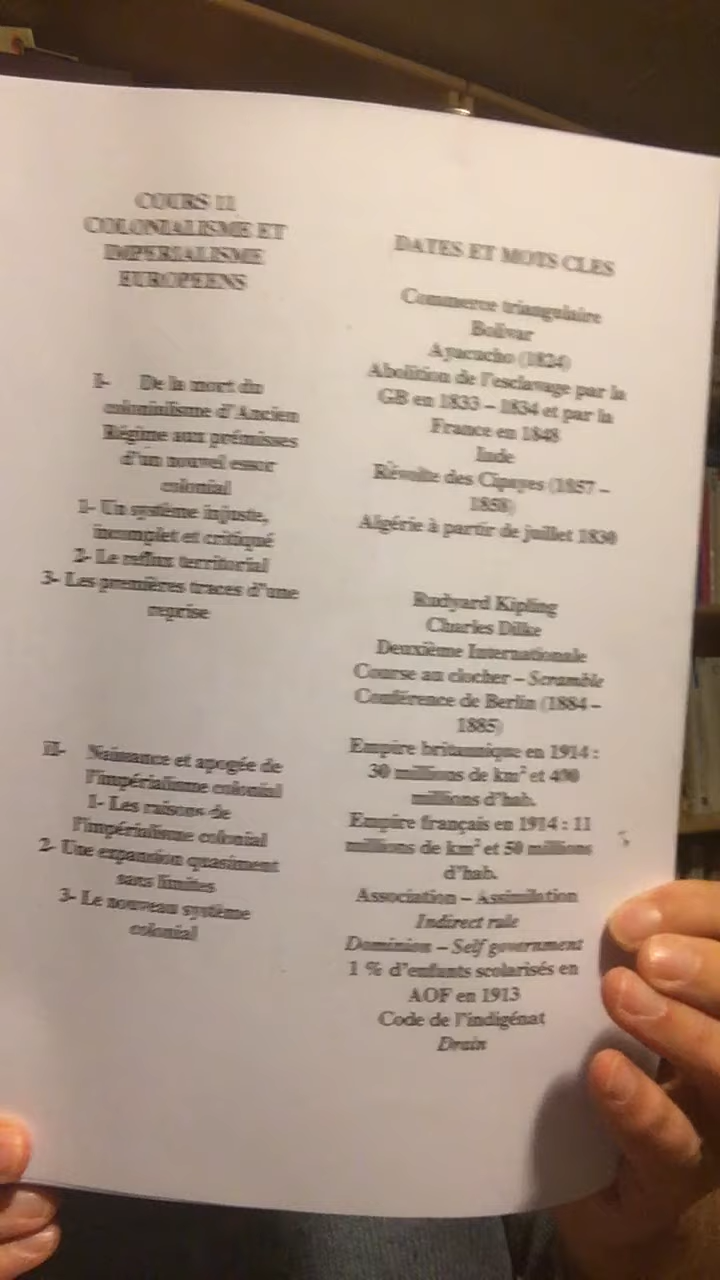 COURS 11
COLONIALISME ET
IMPERIALISME
EUROPEENS
I- De la mort du
colonialisme d'Ancien
Régime aux prémisses
d'un nouvel essor
colonial
1- Un système injuste,
incomplet et critiqué
2- Le reflux territorial
3- Les premières traces d'une
reprise
II- Naissance et apogée de
l'impérialisme colonial
1- Les raisons de
l'impérialisme colonial
2- Une expansion quasiment
sans limites
3- Le nouveau système
colonial
DATES ET MOTS CLES
Commerce triangulaire
Bolivar
Ayacucho (1824)
Abolition de l'esclavage par la
GB en 1833 – 1834 et par la
France en 1848
Inde
Révolte des Cipayes (1857 –
1858)
Algérie à partir de juillet 1830
Rudyard Kipling
Charles Dilke
Deuxième Internationale
Course au clocher – Scramble
Conférence de Berlin (1884 –
1885)
Empire britannique en 1914 :
30 millions de km² et 400
millions d'hab.
Empire français en 1914 : 11
millions de km² et 50 millions
d'hab.
Association – Assimilation
Indirect rule
Dominion – Self government
1 % d'enfants scolarisés en
AOF en 1913
Code de l'indigénat
Drain